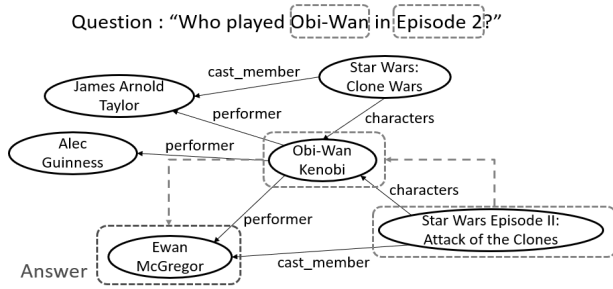 Question : “Who played Obi-Wan in Episode 2?”
cast_member
Star Wars:
Clone Wars
James Arnold
Taylor
performer
characters
Alec
Guinness
performer
Obi-Wan
Kenobi
characters
performer
Star Wars Episode II:
Attack of the Clones
Ewan
McGregor
cast_member
Answer